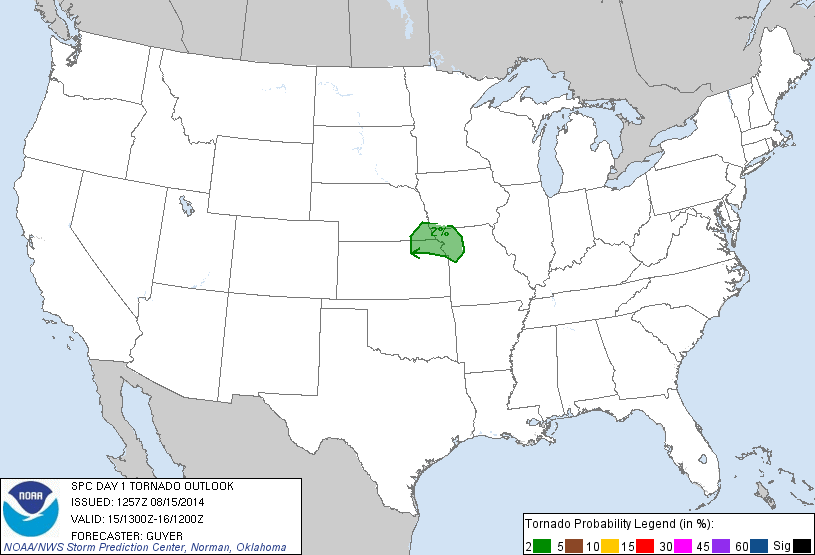 2%
NOAA
SPC DAY 1 TORNADO OUTLOOK
ISSUED: 1257Z 08/15/2014
VALID: 15/1300Z-16/1200Z
FORECASTER: GUYER
NOAA/NWS Storm Prediction Center, Norman, Oklahoma
Tornado Probability Legend (in %):
2 5 10 15 30 45 60 Sig